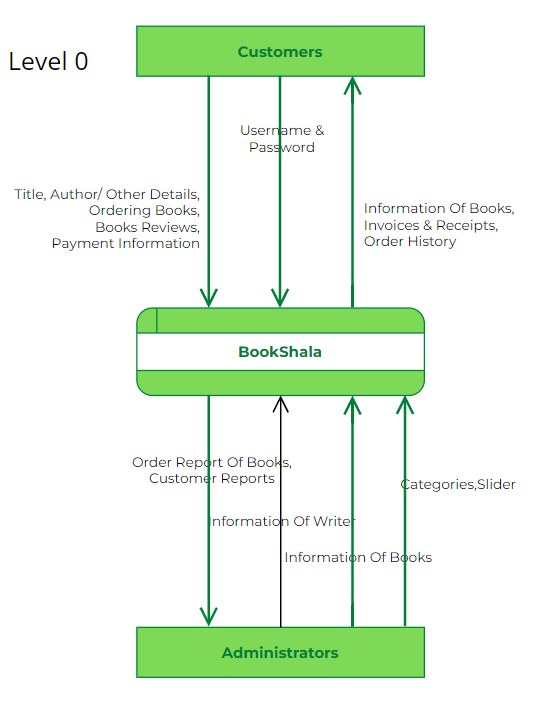 Customers
Level 0
Username &
Password
Title, Author/ Other Details,
Ordering Books,
Books Reviews,
Payment Information
Information Of Books,
Invoices & Receipts,
Order History
BookShala
Order Report Of Books,
Customer Reports
Categories,Slider
Information Of Writer
Information Of Books
Administrators